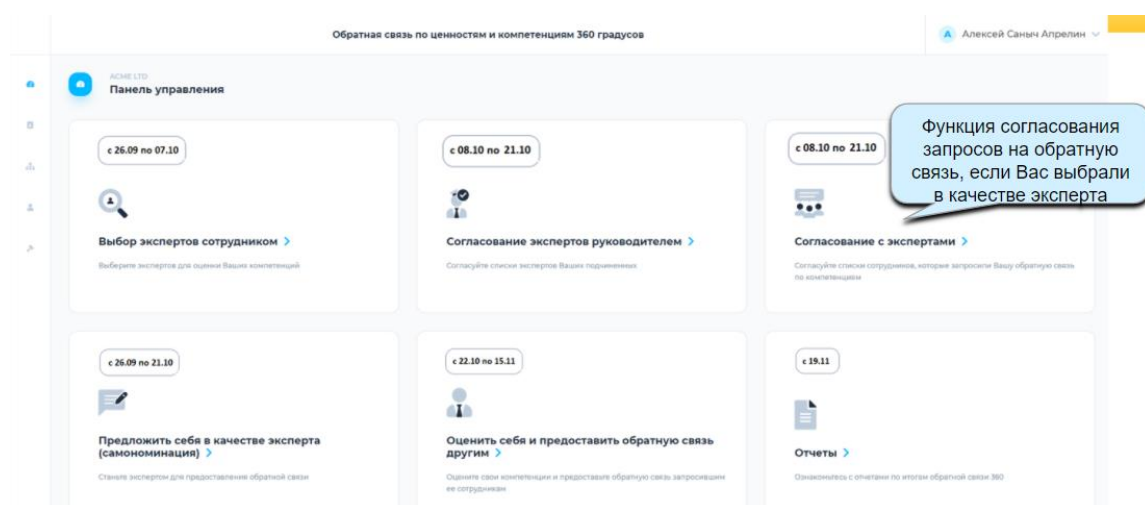 Обратная связь по ценностям и компетенциям 360 градусов
А Алексей Саныч Апрелин
ACME LTD
Панель управления
Функция согласования
запросов на обратную
связь, если Вас выбрали
в качестве эксперта
с 26.09 по 07.10
с 08.10 по 21.10
с 08.10 по 21.10
Выбор экспертов сотрудником >
Согласование экспертов руководителем >
Согласование с экспертами >
Выберите экспертов для оценки Ваших компетенций
Согласуйте списки экспертов Ваших подчиненных
Согласуйте списки сотрудников, которые запросили Вашу обратную связь
по компетенциям
с 26.09 по 21.10
с 22.10 по 15.11
с 19.11
Предложить себя в качестве эксперта
(самономинация) >
Оценить себя и предоставить обратную связь
другим >
Отчеты >
Станьте экспертом для предоставления обратной связи
Оцените свои компетенции и предоставьте обратную связь запросившим
ее сотрудникам
Ознакомьтесь с отчетами по итогам обратной связи 360